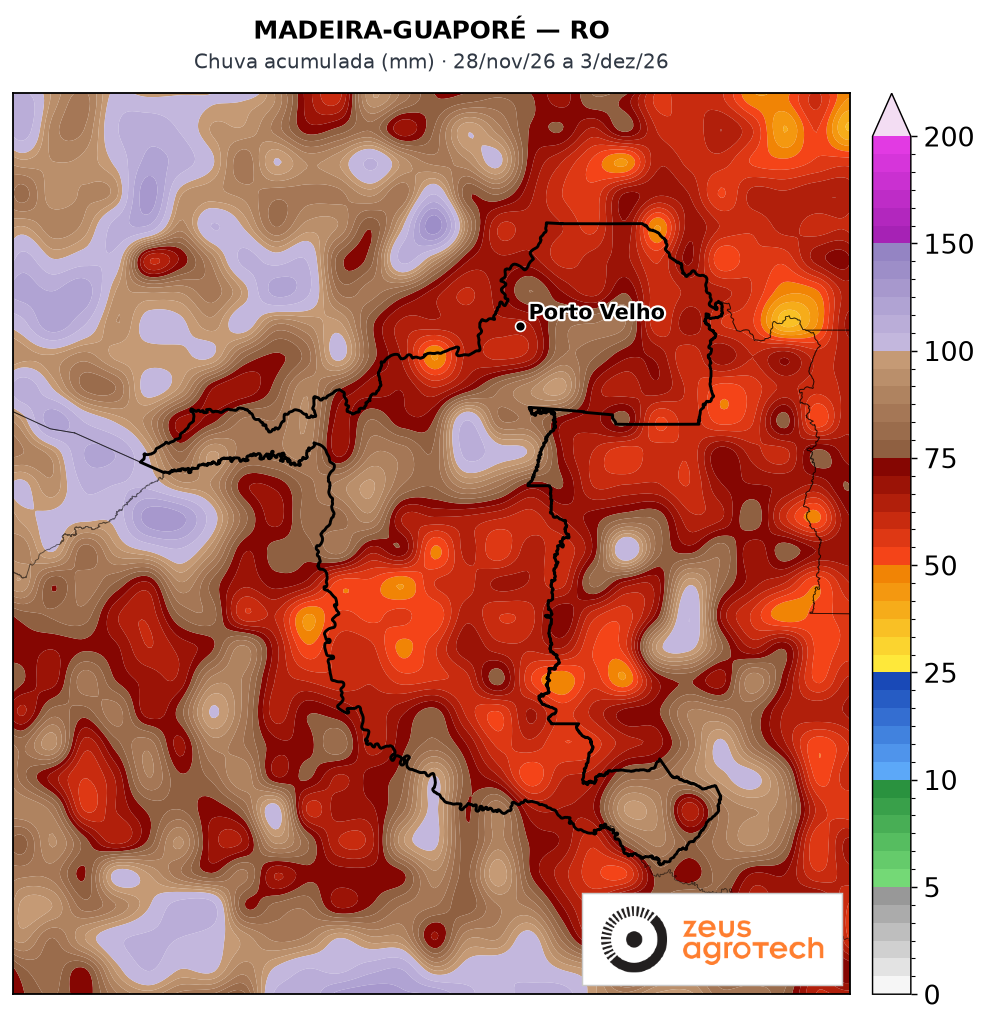 MADEIRA-GUAPORÉ — RO
Chuva acumulada (mm) · 28/nov/26 a 3/dez/26
Porto Velho
200
150
100
75
50
25
10
5
0
zeus
agrotech